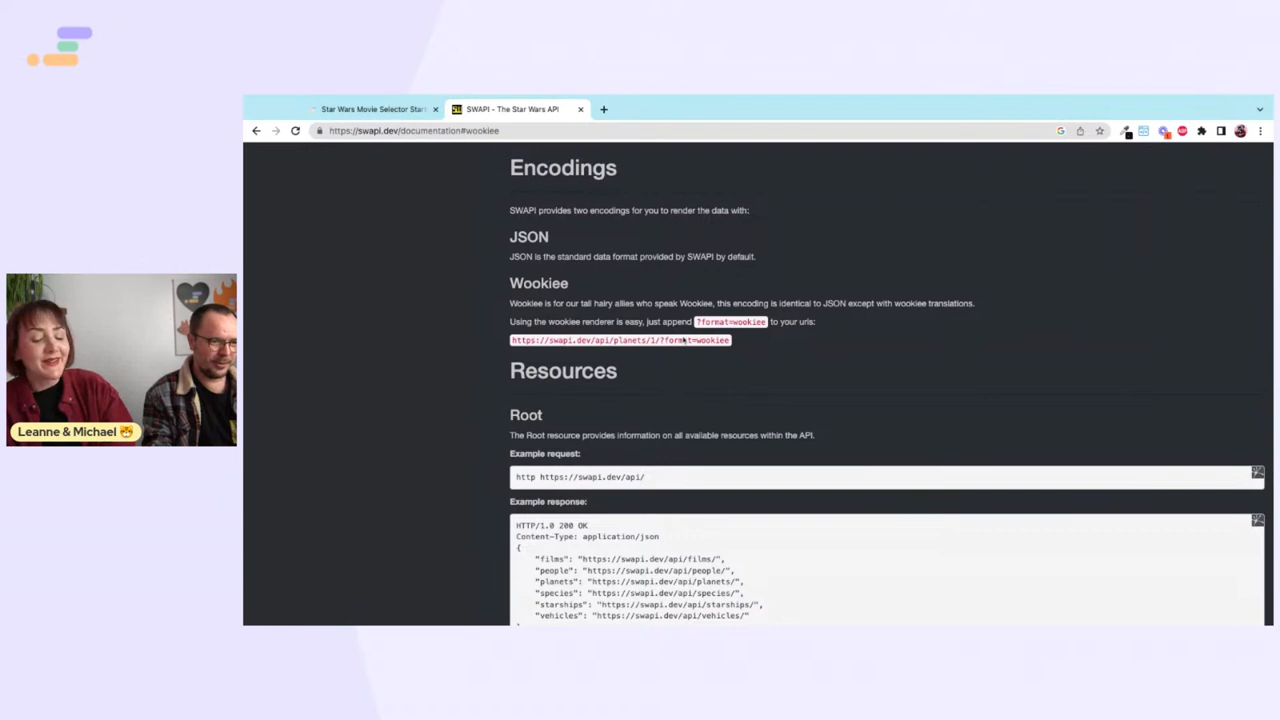 Star Wars Movie Selector Start
SWAPI - The Star Wars API
https://swapi.dev/documentation#wookiee
Encodings
SWAPI provides two encodings for you to render the data with:
JSON
JSON is the standard data format provided by SWAPI by default.
Wookiee
Wookiee is for our tall hairy allies who speak Wookiee, this encoding is identical to JSON except with wookiee translations.
Using the wookiee renderer is easy, just append ?format=wookiee to your urls:
https://swapi.dev/api/planets/1/?format=wookiee
Resources
Root
The Root resource provides information on all available resources within the API.
Example request:
http https://swapi.dev/api/
Example response:
HTTP/1.0 200 OK
Content-Type: application/json
{
"films": "https://swapi.dev/api/films/",
"people": "https://swapi.dev/api/people/",
"planets": "https://swapi.dev/api/planets/",
"species": "https://swapi.dev/api/species/",
"starships": "https://swapi.dev/api/starships/",
"vehicles": "https://swapi.dev/api/vehicles/"
Leanne & Michael